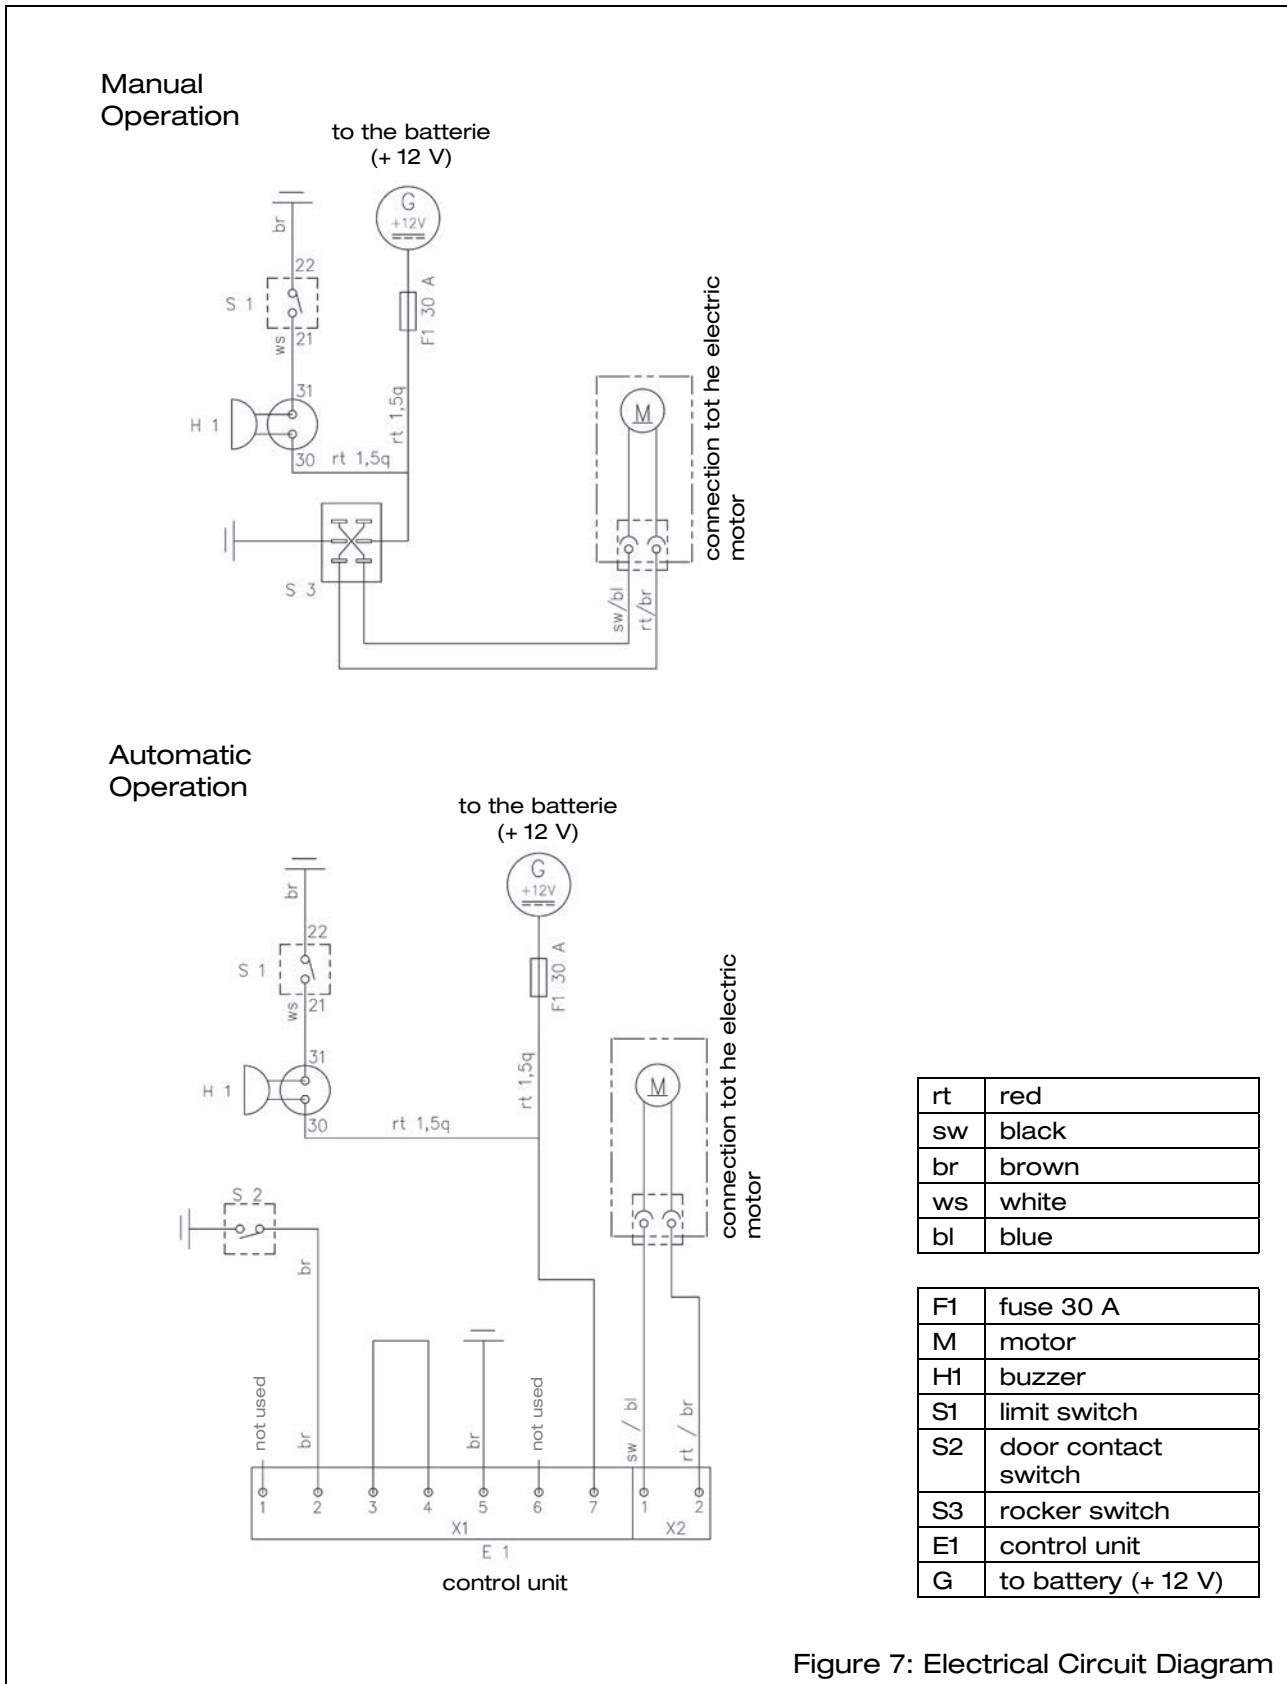 Manual
Operation
to the batterie
(+ 12 V)
G
+12V
br
22
S 1
21
ws
F1 30 A
31
H 1
30
rt 1,5q
rt 1,5q
S 3
M
connection tot he electric
motor
sw/bl
rt/br
Automatic
Operation
to the batterie
(+ 12 V)
G
+12V
br
22
S 1
21
ws
F1 30 A
31
H 1
30
rt 1,5q
rt 1,5q
M
connection tot he electric
motor
S 2
br
not used
br
br
not used
sw / bl
rt / br
1 2 3 4 5 6 7 1 2
X1 X2
E 1
control unit
rt red
sw black
br brown
ws white
bl blue
F1 fuse 30 A
M motor
H1 buzzer
S1 limit switch
S2 door contact
switch
S3 rocker switch
E1 control unit
G to battery (+ 12 V)
Figure 7: Electrical Circuit Diagram